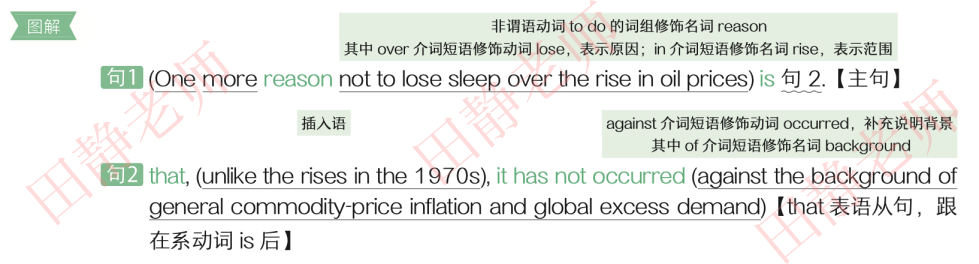 图解
非谓语动词 to do 的词组修饰名词 reason
其中 over 介词短语修饰动词 lose，表示原因；in 介词短语修饰名词 rise，表示范围
句1 (One more reason not to lose sleep over the rise in oil prices) is 句 2.【主句】
插入语
against 介词短语修饰动词 occurred，补充说明背景
其中 of 介词短语修饰名词 background
句2 that, (unlike the rises in the 1970s), it has not occurred (against the background of
general commodity-price inflation and global excess demand)【that 表语从句，跟
在系动词 is 后】
田静老师
田静老师
田静老师